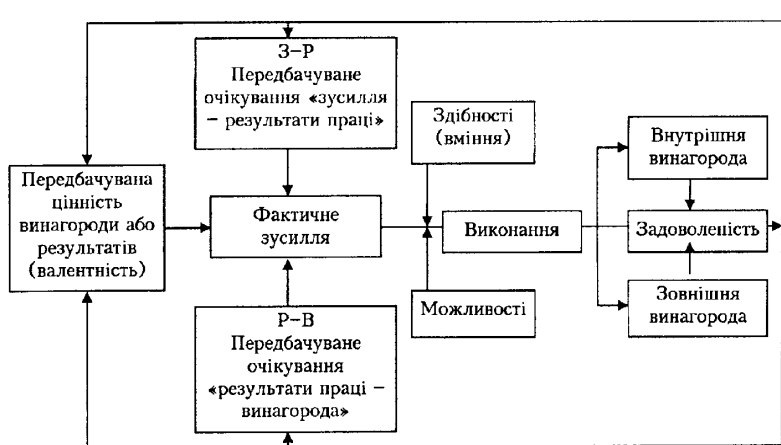 З–Р
Передбачуване
очікування «зусилля
– результати праці»
Здібності
(вміння)
Внутрішня
винагорода
Передбачувана
цінність
винагороди або
результатів
(валентність)
Фактичне
зусилля
Виконання
Задоволеність
Можливості
Зовнішня
винагорода
Р–В
Передбачуване
очікування
«результати праці –
винагорода»